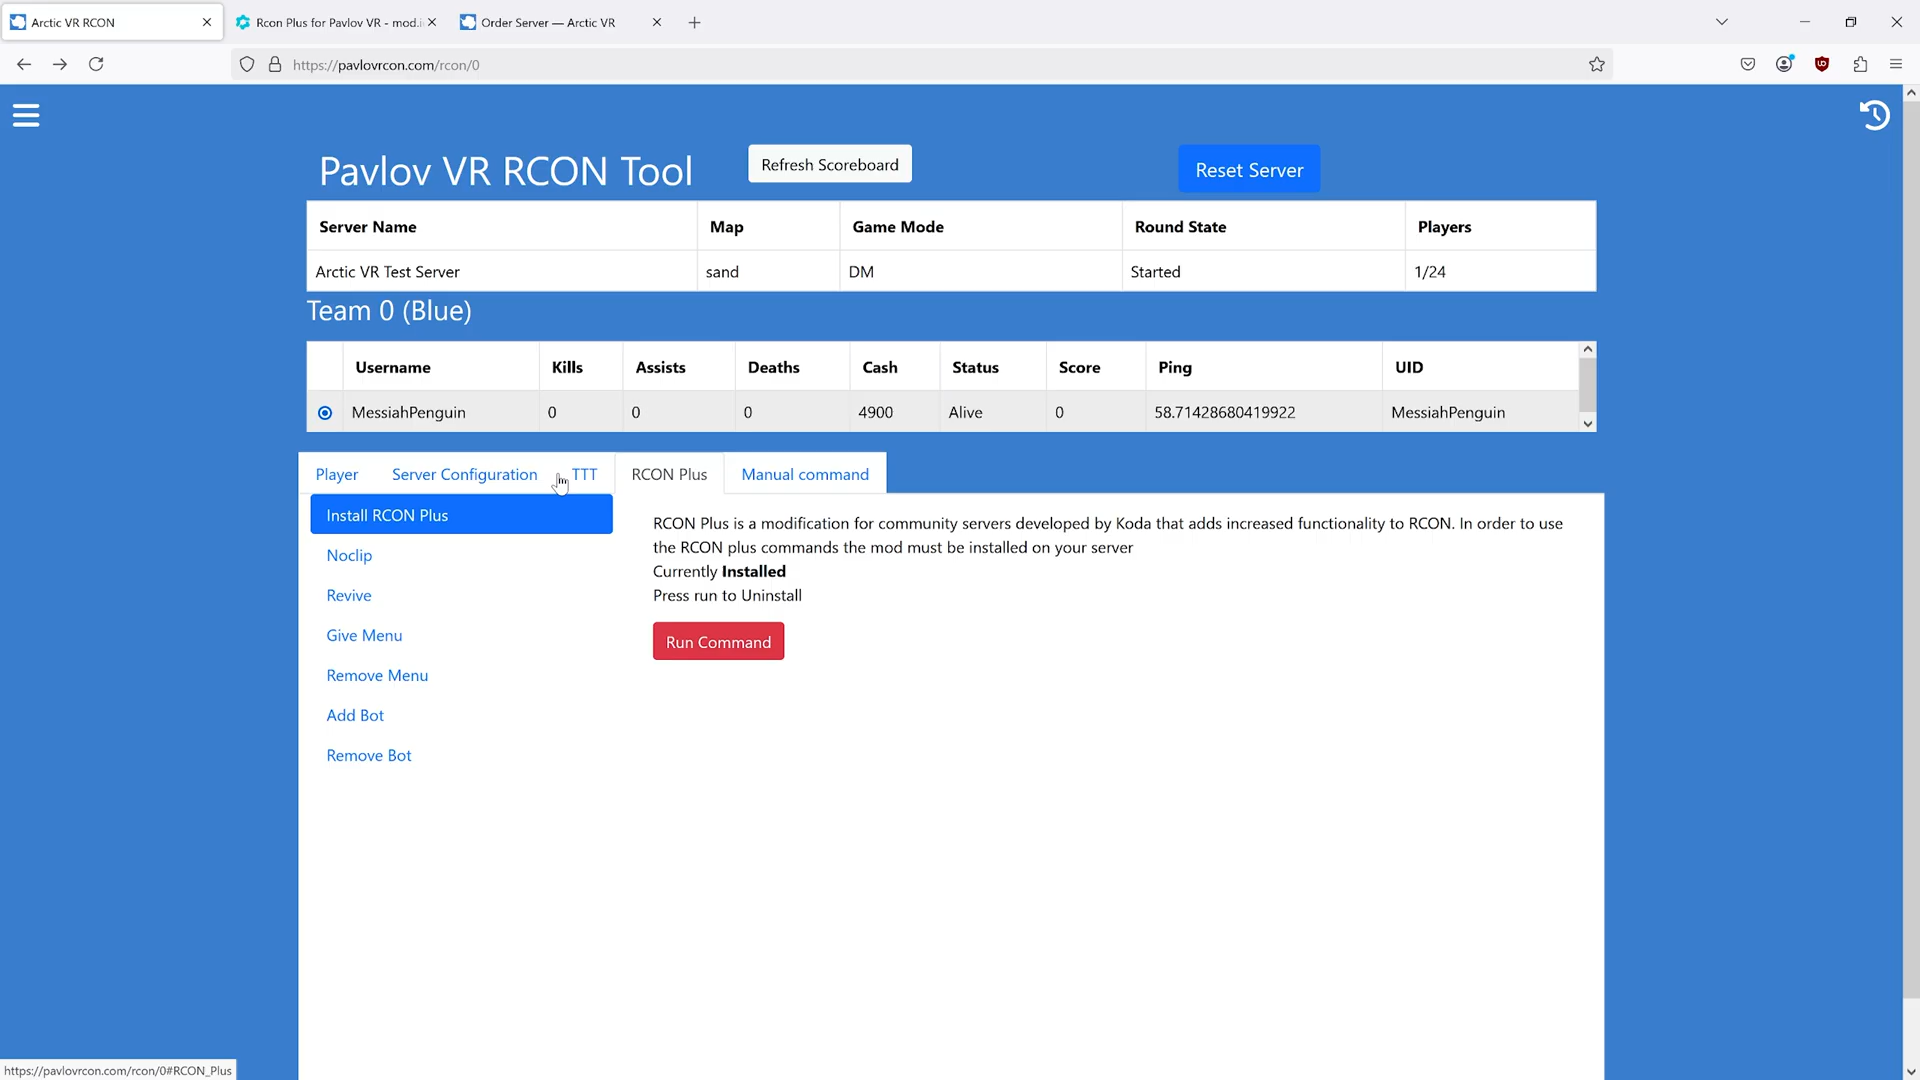 Arctic VR RCON
Rcon Plus for Pavlov VR - mod.i
Order Server — Arctic VR
https://pavlovrcon.com/rcon/0
Pavlov VR RCON Tool
Refresh Scoreboard
Reset Server
Server Name Map Game Mode Round State Players
Arctic VR Test Server sand DM Started 1/24
Team 0 (Blue)
Username Kills Assists Deaths Cash Status Score Ping UID
MessiahPenguin 0 0 0 4900 Alive 0 58.71428680419922 MessiahPenguin
Player Server Configuration TTT RCON Plus Manual command
Install RCON Plus
Noclip
Revive
Give Menu
Remove Menu
Add Bot
Remove Bot
RCON Plus is a modification for community servers developed by Koda that adds increased functionality to RCON. In order to use
the RCON plus commands the mod must be installed on your server
Currently Installed
Press run to Uninstall
Run Command
https://pavlovrcon.com/rcon/0#RCON_Plus